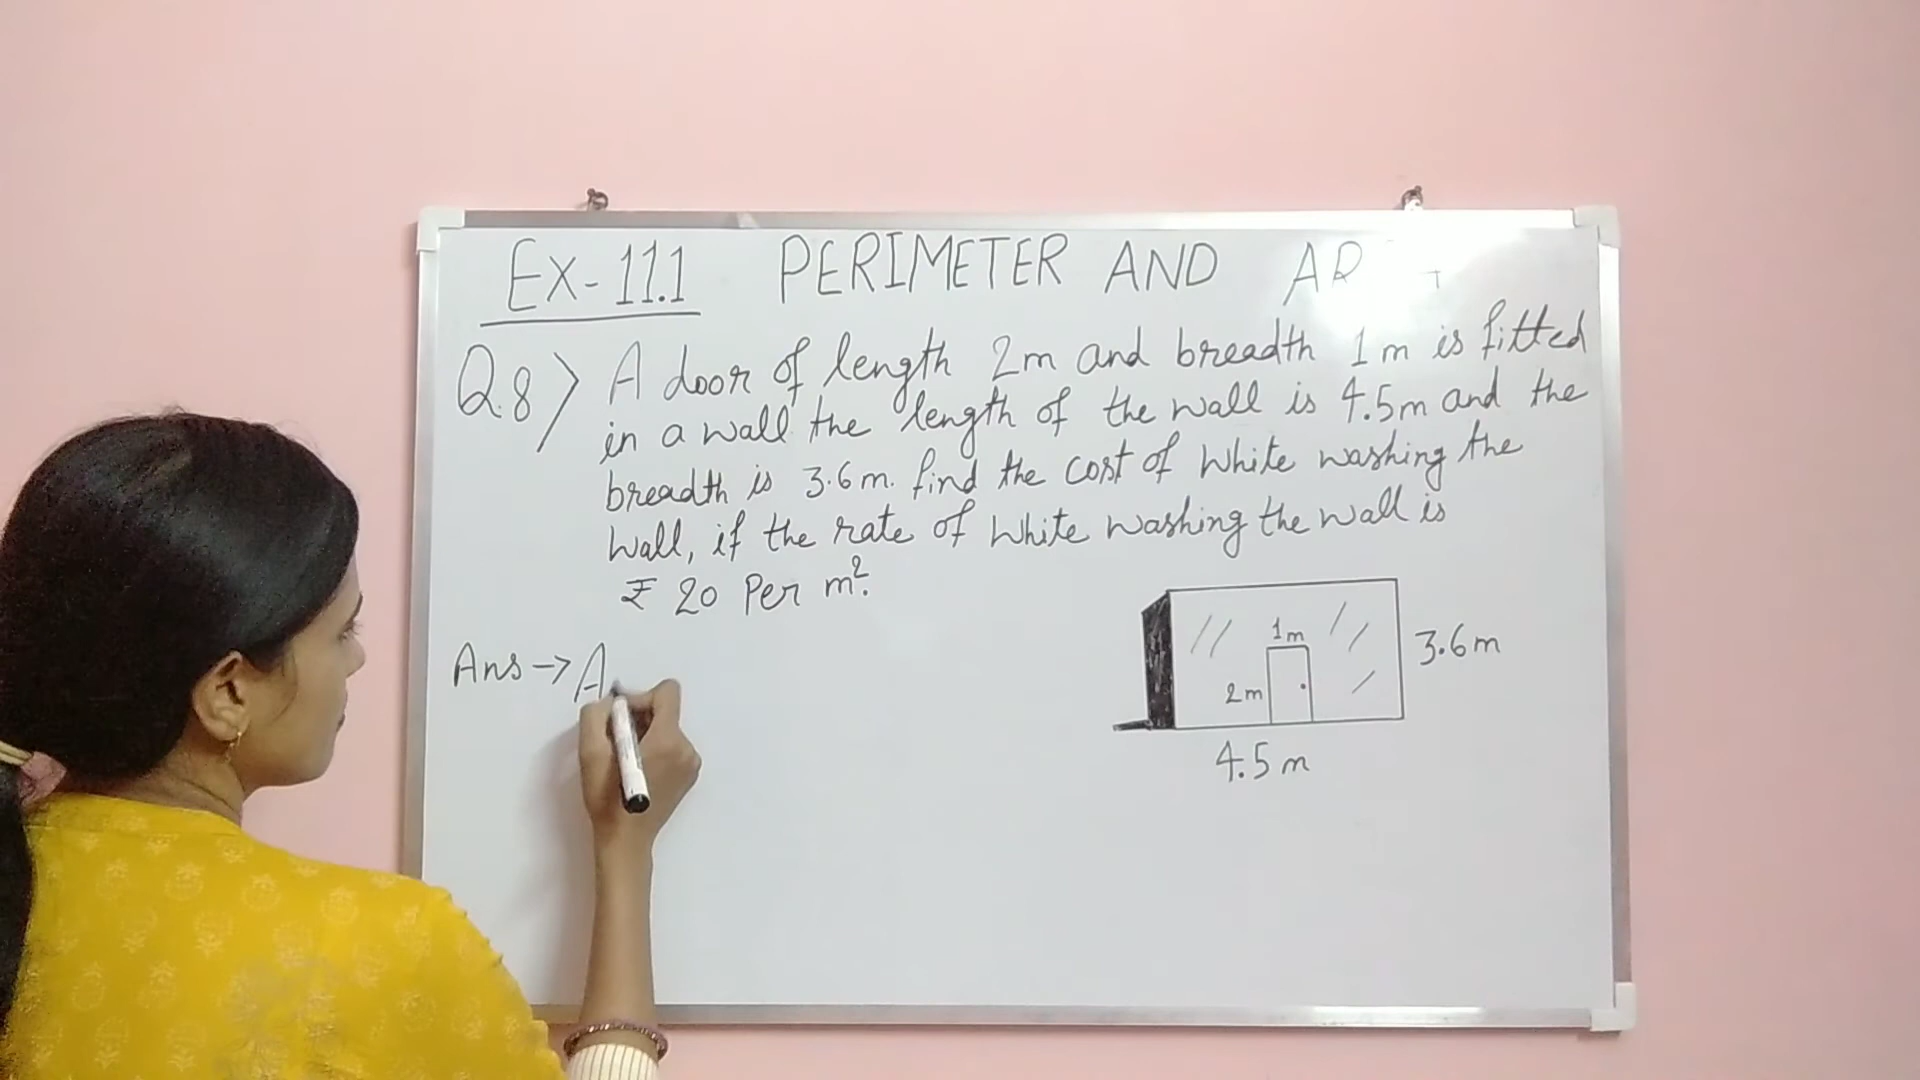 EX-11.1 PERIMETER AND
Q.8> A door of length 2m and breadth 1m is fitted
in a wall the length of the wall is 4.5m and the
breadth is 3.6m. find the cost of White washing the
Wall, if the rate of White washing the wall is
₹ 20 Per m².
1m
3.6m
2m
4.5m
Ans → A